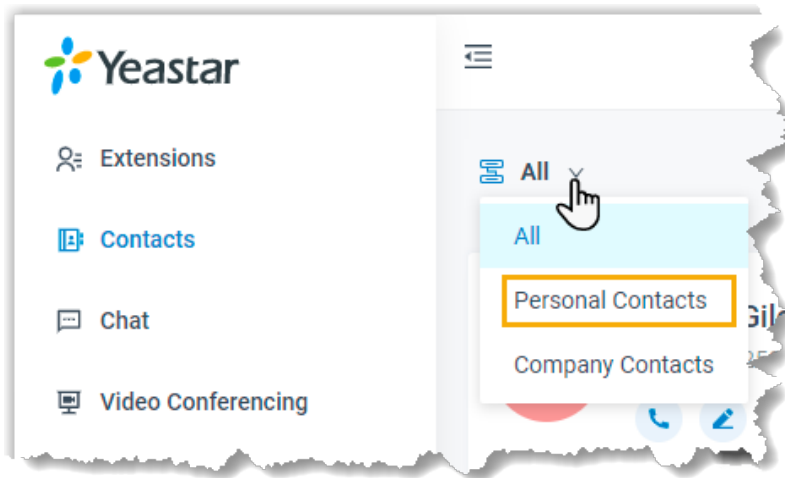 Yeastar
Extensions
Contacts
Chat
Video Conferencing
All
All
Personal Contacts
Company Contacts